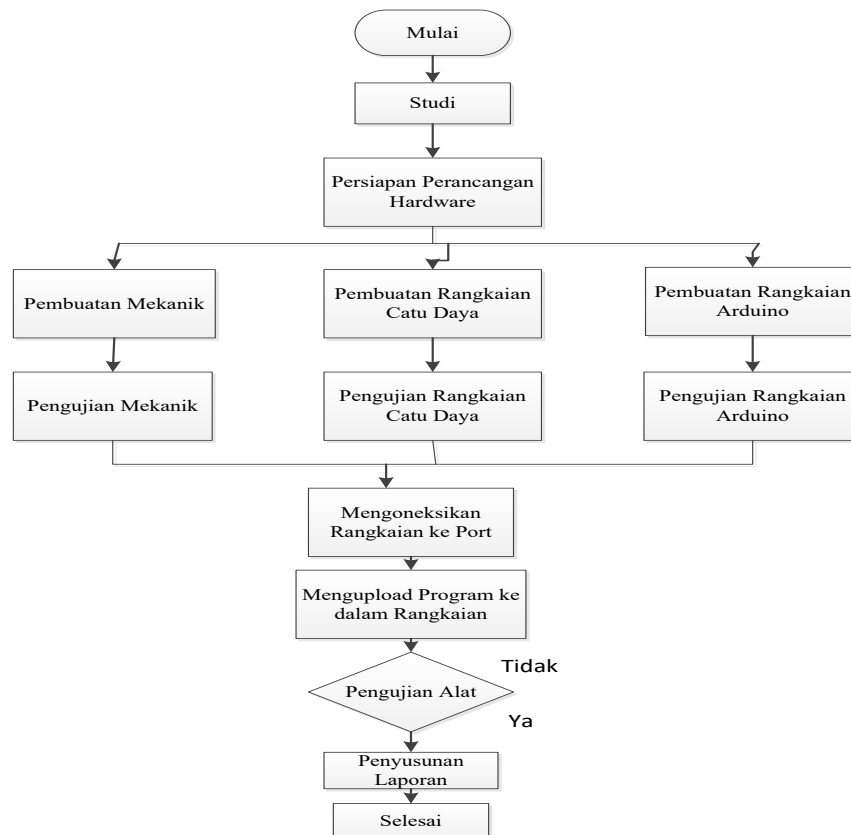 Mulai
Studi
Persiapan Perancangan
Hardware
Pembuatan Mekanik
Pembuatan Rangkaian
Catu Daya
Pembuatan Rangkaian
Arduino
Pengujian Mekanik
Pengujian Rangkaian
Catu Daya
Pengujian Rangkaian
Arduino
Mengoneksikan
Rangkaian ke Port
Mengupload Program ke
dalam Rangkaian
Tidak
Pengujian Alat
Ya
Penyusunan
Laporan
Selesai